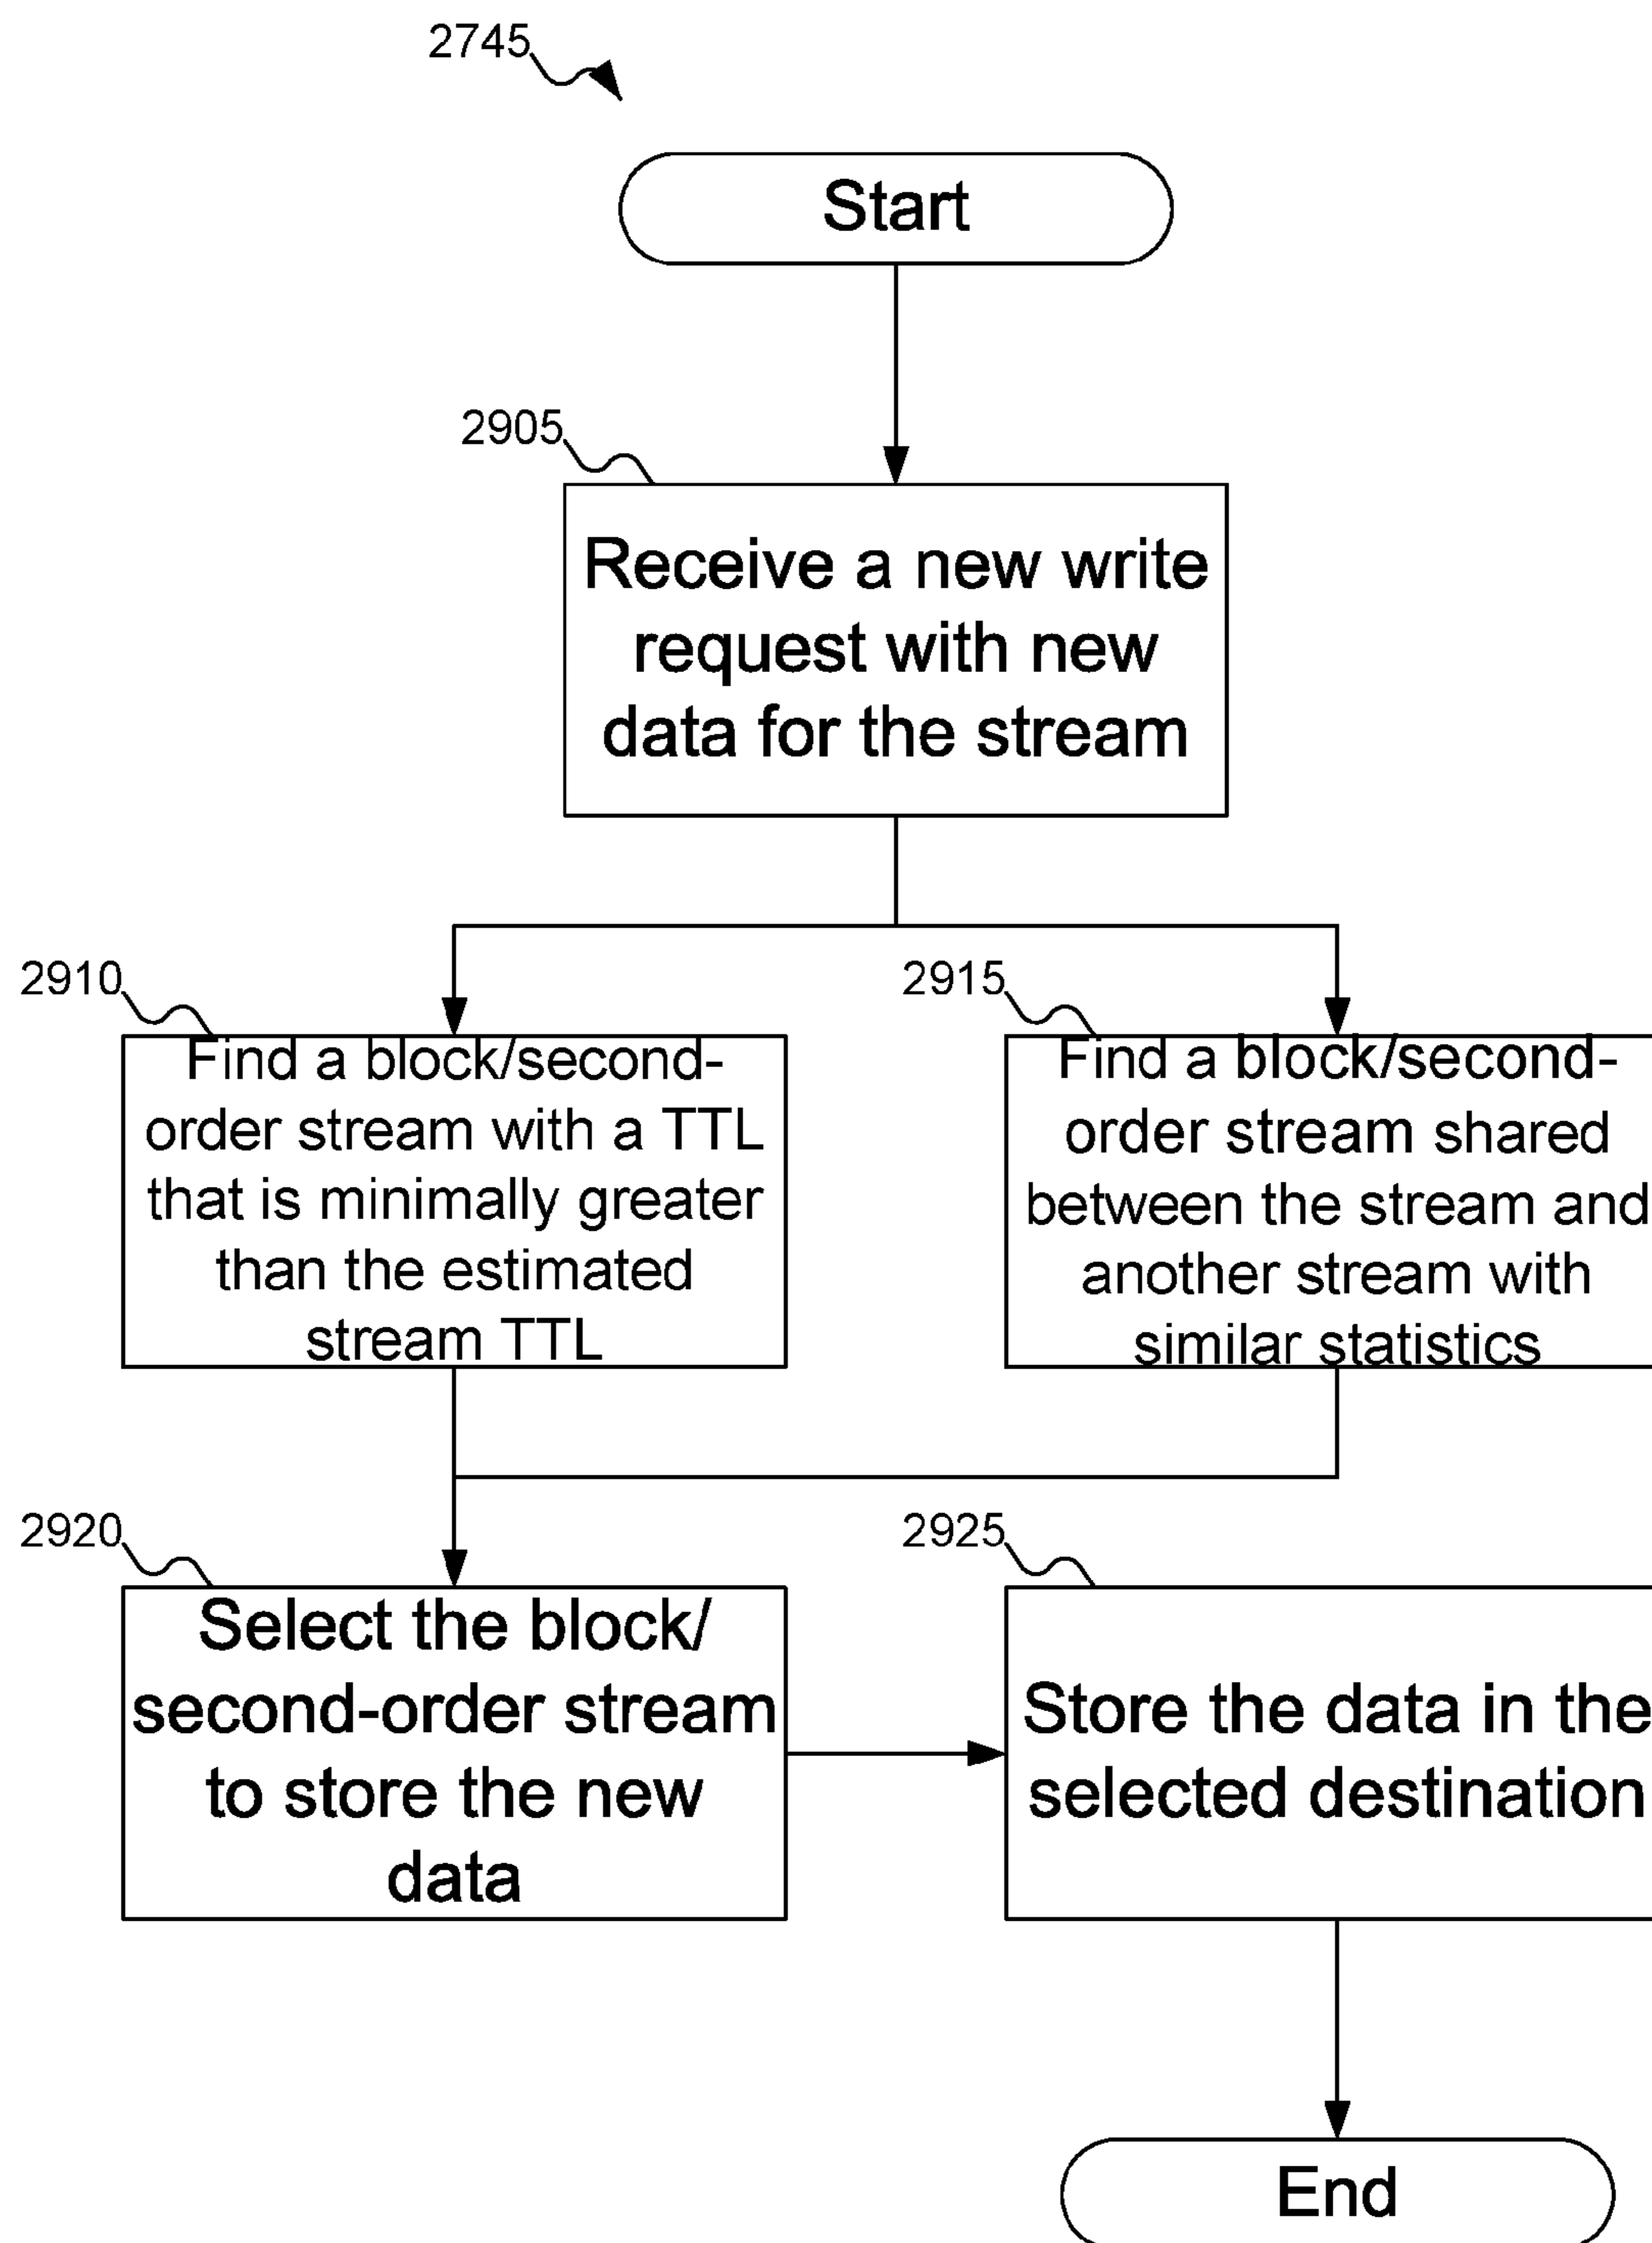 2745
Start
2905
Receive a new write
request with new
data for the stream
2910
Find a block/second-
order stream with a TTL
that is minimally greater
than the estimated
stream TTL
2915
Find a block/second-
order stream shared
between the stream and
another stream with
similar statistics
2920
Select the block/
second-order stream
to store the new
data
2925
Store the data in the
selected destination
End